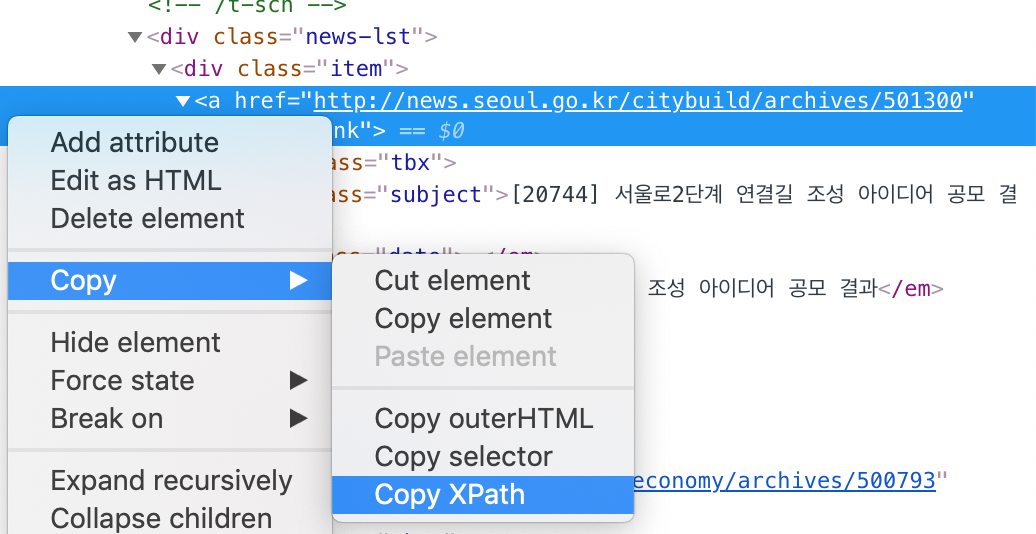 <!-- /t-sch -->
▼<div class="news-lst">
▼<div class="item">
▼<a href="http://news.seoul.go.kr/citybuild/archives/501300"
nk"> == $0
ass="tbx">
ass="subject">[20744] 서울로2단계 연결길 조성 아이디어 공모 결
조성 아이디어 공모 결과</em>
economy/archives/500793"
Add attribute
Edit as HTML
Delete element
Copy ▶
Hide element
Force state ▶
Break on ▶
Expand recursively
Collapse children
Cut element
Copy element
Paste element
Copy outerHTML
Copy selector
Copy XPath